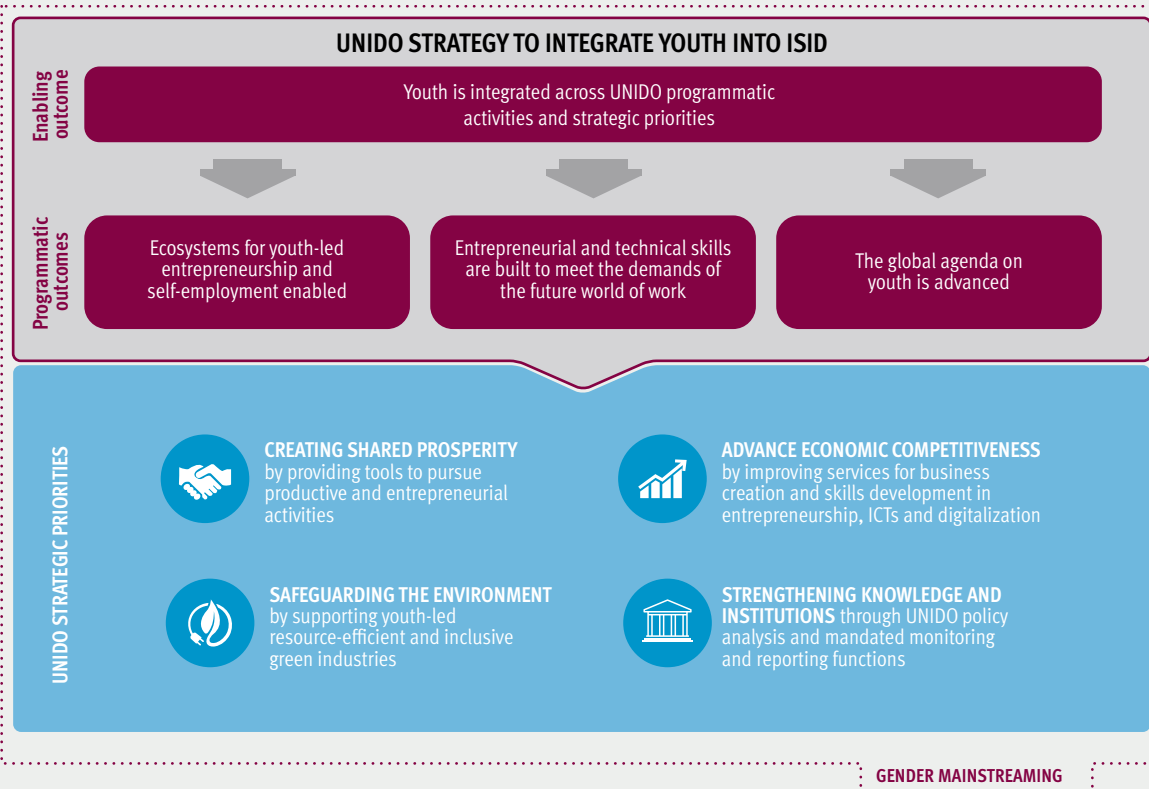 UNIDO STRATEGY TO INTEGRATE YOUTH INTO ISID
Enabling
outcome
Youth is integrated across UNIDO programmatic
activities and strategic priorities
Programmatic
outcomes
Ecosystems for youth-led
entrepreneurship and
self-employment enabled
Entrepreneurial and technical skills
are built to meet the demands of
the future world of work
The global agenda on
youth is advanced
UNIDO STRATEGIC PRIORITIES
CREATING SHARED PROSPERITY
by providing tools to pursue
productive and entrepreneurial
activities
ADVANCE ECONOMIC COMPETITIVENESS
by improving services for business
creation and skills development in
entrepreneurship, ICTs and digitalization
SAFEGUARDING THE ENVIRONMENT
by supporting youth-led
resource-efficient and inclusive
green industries
STRENGTHENING KNOWLEDGE AND
INSTITUTIONS through UNIDO policy
analysis and mandated monitoring
and reporting functions
GENDER MAINSTREAMING